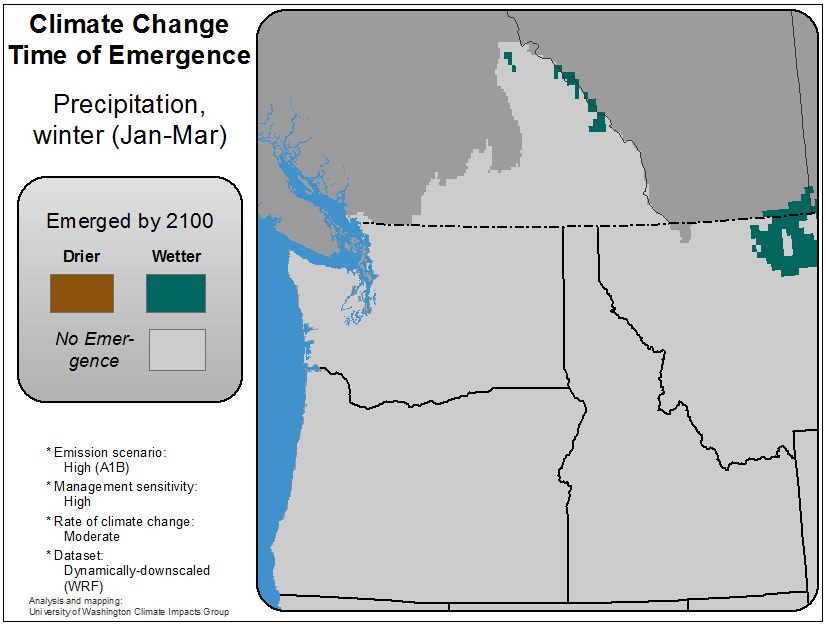 Climate Change
Time of Emergence
Precipitation,
winter (Jan-Mar)
Emerged by 2100
Drier Wetter
No Emer-
gence
* Emission scenario:
High (A1B)
* Management sensitivity:
High
* Rate of climate change:
Moderate
* Dataset:
Dynamically-downscaled
(WRF)
Analysis and mapping:
University of Washington Climate Impacts Group